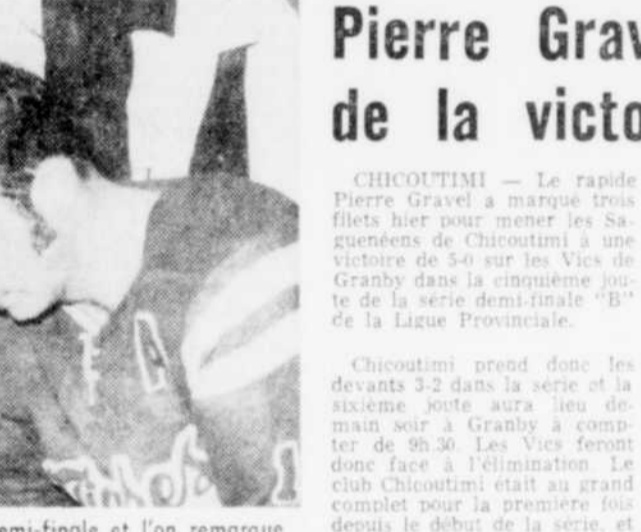 Pierre Grav
de la victo
CHICOUTIMI — Le rapide
Pierre Gravel a marqué trois
filets hier pour mener les Sa-
guenéens de Chicoutimi à une
victoire de 5-0 sur les Vics de
Granby dans la cinquième jou-
te de la série demi-finale "B"
de la Ligue Provinciale.
Chicoutimi prend donc les
devants 3-2 dans la série et la
sixième joute aura lieu de-
main soir à Granby à comp-
ter de 9h.30. Les Vics feront
donc face à l'élimination. Le
club Chicoutimi était au grand
complet pour la première fois
depuis le début de la série, et
emi-finale et l'on remarque